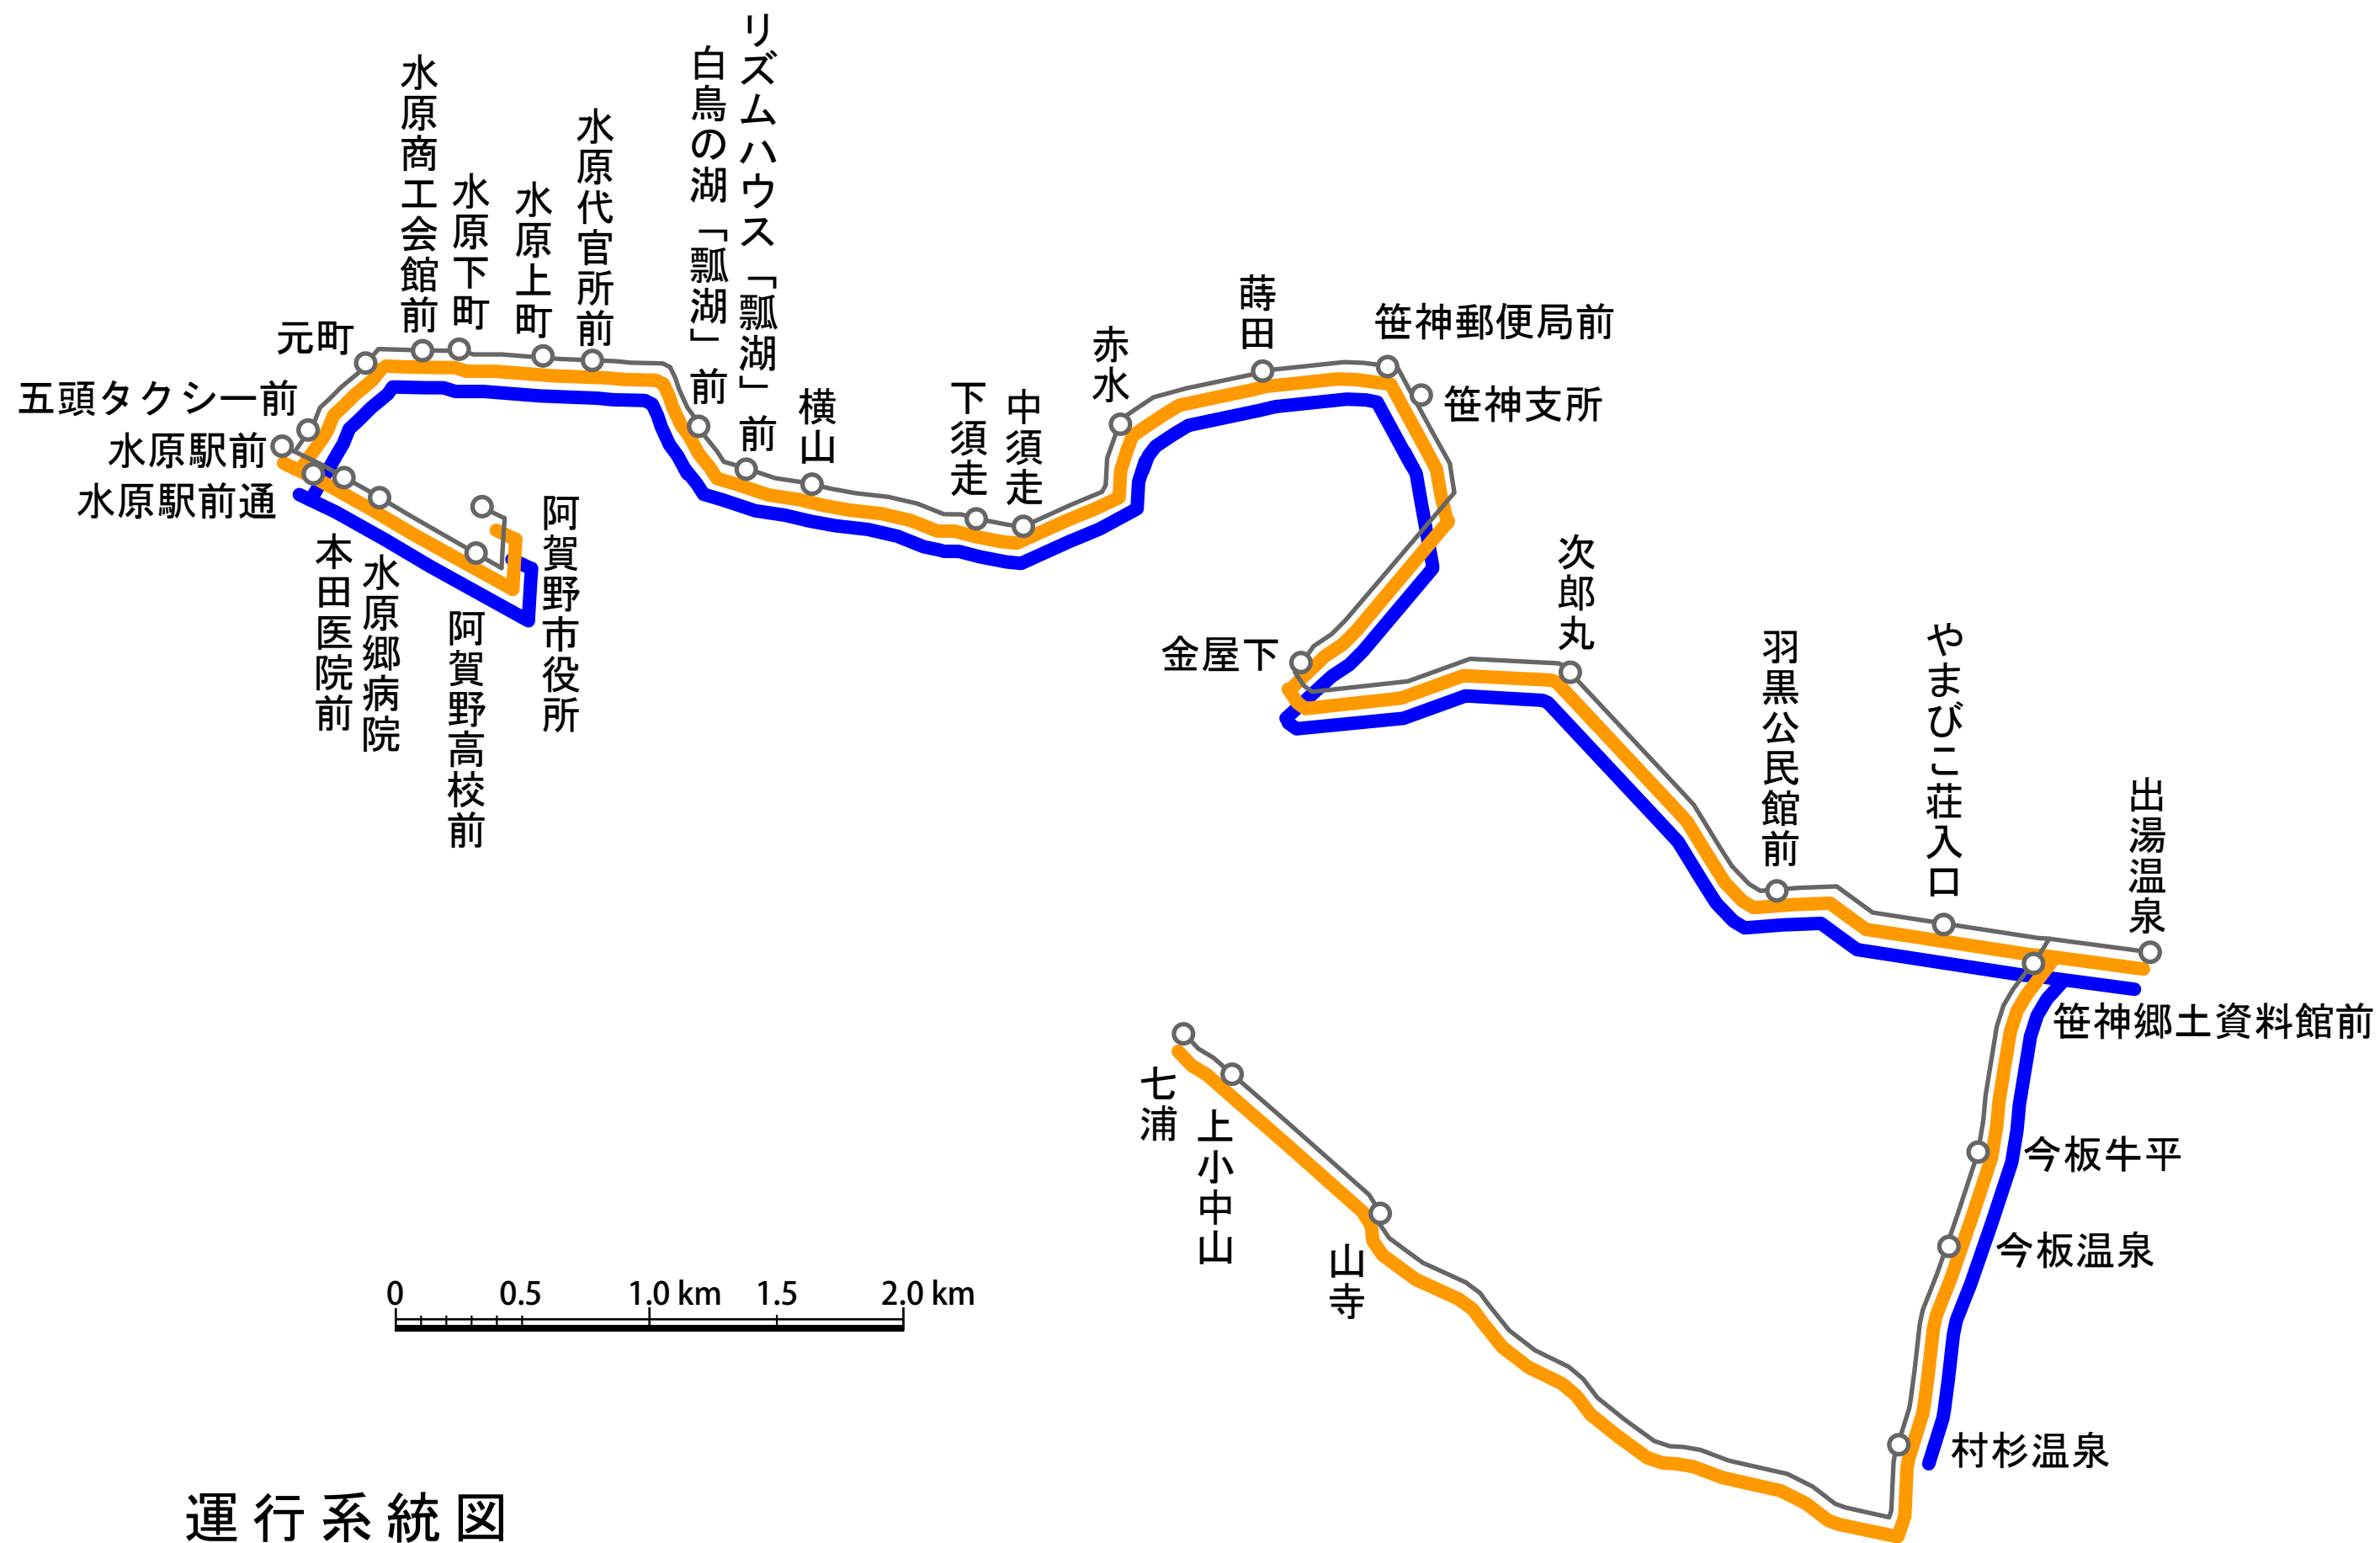 水原商工会館前
水原下町
水原上町
水原代官所前
白鳥の湖「瓢湖」前
リズムハウス「瓢湖」前
元町
五頭タクシー前
水原駅前
水原駅前通
本田医院前
水原郷病院
阿賀野高校前
阿賀野市役所
横山
下須走
中須走
赤水
蒔田
笹神郵便局前
笹神支所
金屋下
次郎丸
羽黒公民館前
やまびこ荘入口
出湯温泉
笹神郷土資料館前
今板牛平
今板温泉
村杉温泉
七浦
上小中山
山寺
0 0.5 1.0 km 1.5 2.0 km
運行系統図